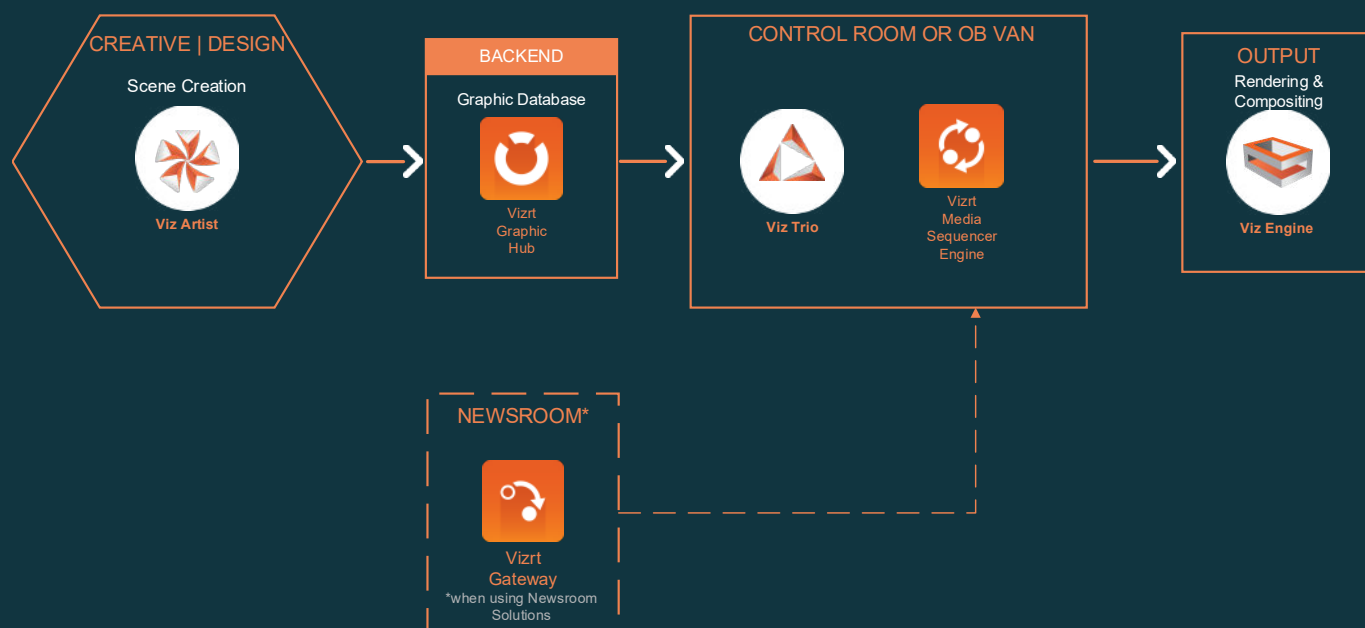 CREATIVE | DESIGN
Scene Creation
Viz Artist
BACKEND
Graphic Database
Vizrt
Graphic
Hub
CONTROL ROOM OR OB VAN
Viz Trio
Vizrt
Media
Sequencer
Engine
OUTPUT
Rendering &
Compositing
Viz Engine
NEWSROOM*
Vizrt
Gateway
*when using Newsroom
Solutions